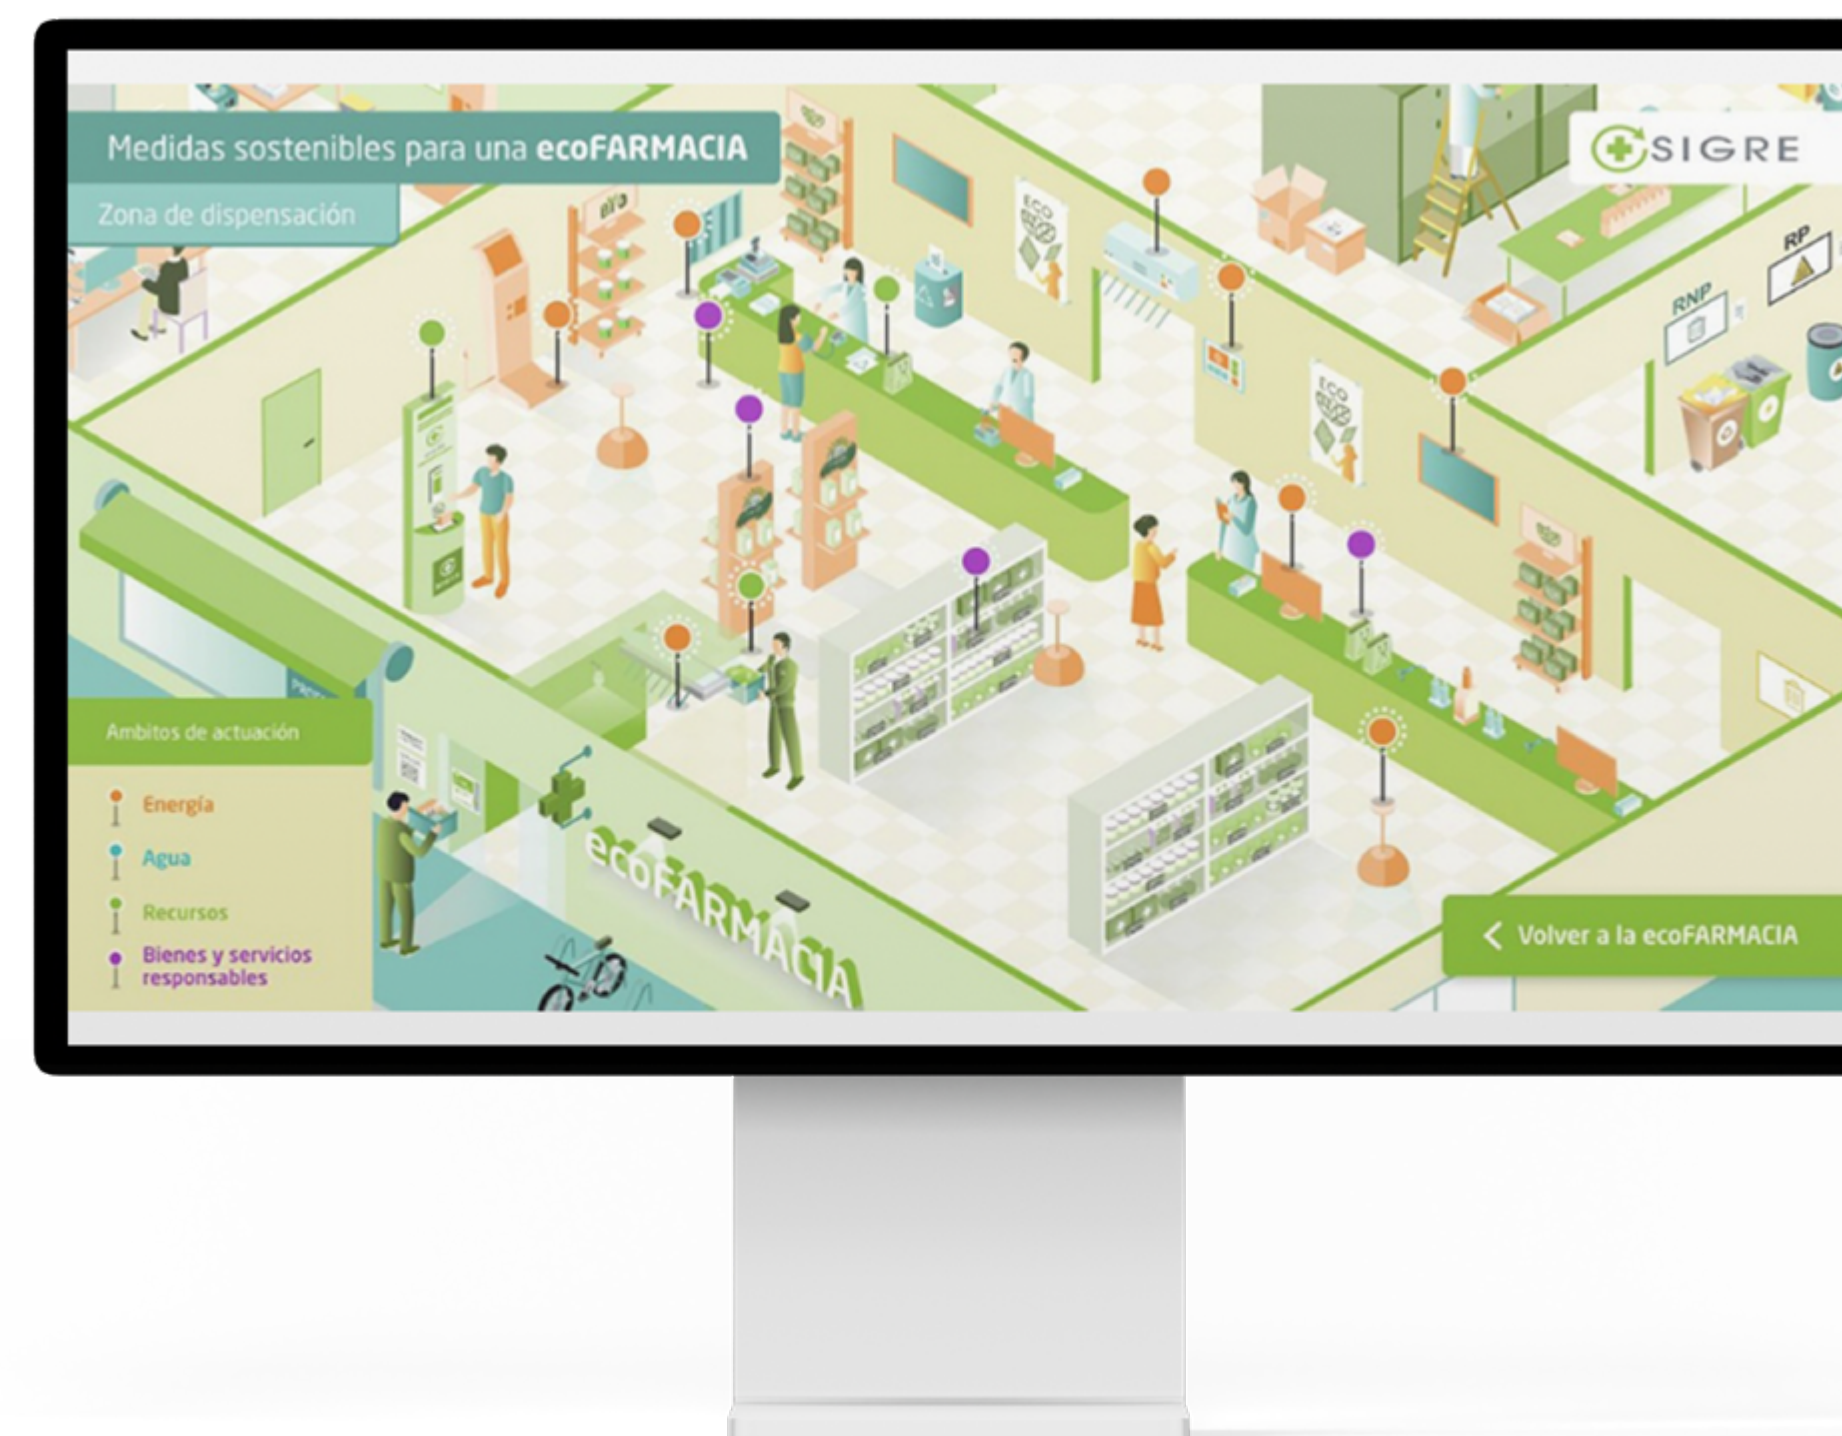 Medidas sostenibles para una ecoFARMACIA
SIGRE
Zona de dispensación
ECO
RP
RNP
ECO
Ambitos de actuación
Energía
Agua
Recursos
Bienes y servicios
responsables
ecoFARMACIA
Volver a la ecoFARMACIA